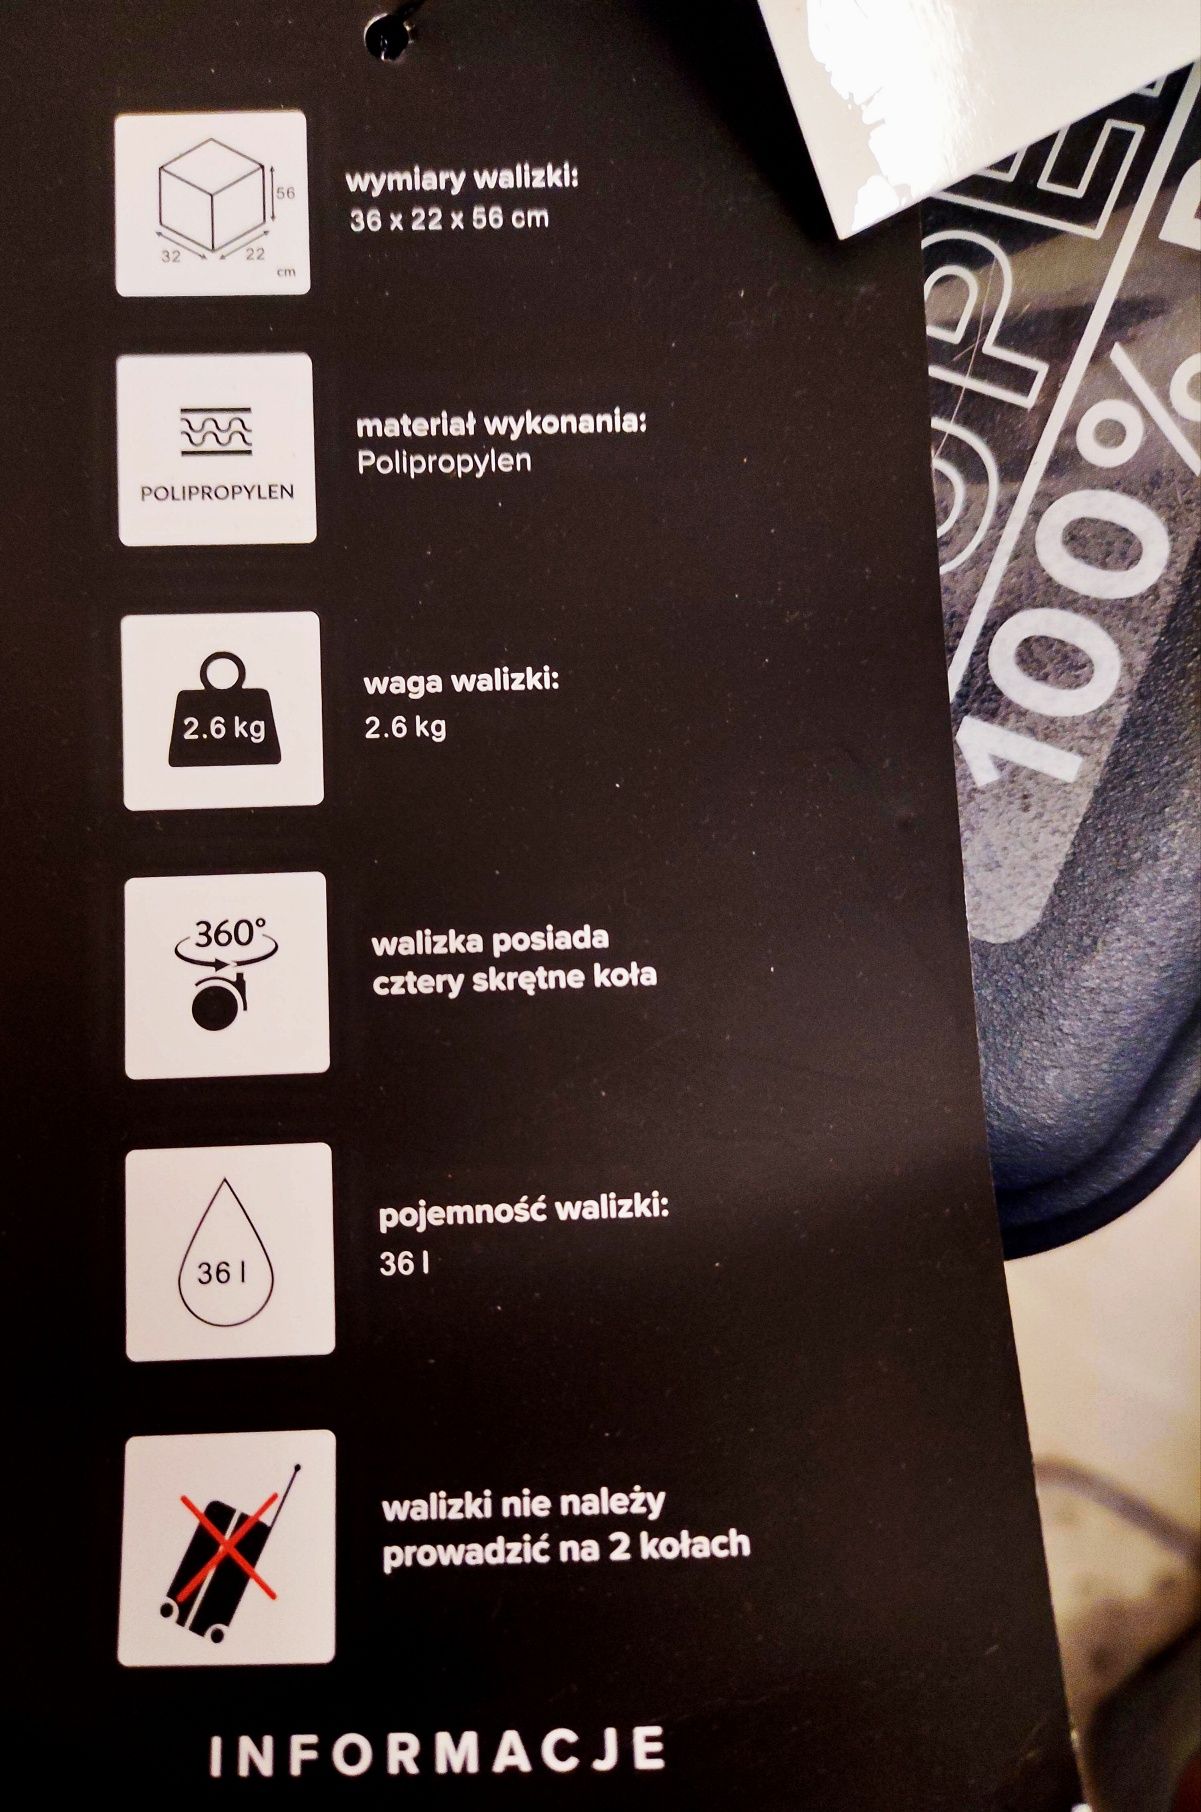 56
32
22
cm
wymiary walizki:
36 x 22 x 56 cm
POLIPROPYLEN
materiał wykonania:
Polipropylen
2.6 kg
waga walizki:
2.6 kg
360°
walizka posiada
cztery skrętne koła
36 l
pojemność walizki:
36 l
walizki nie należy
prowadzić na 2 kołach
INFORMACJE
100%